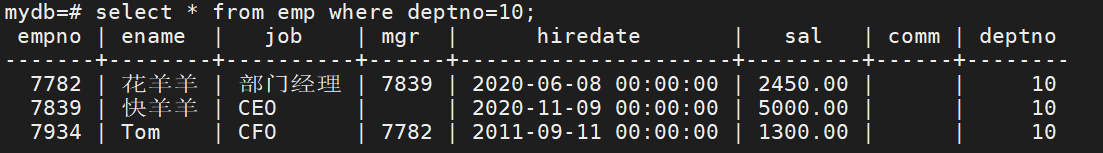 mydb=# select * from emp where deptno=10;
 empno | ename  |   job    | mgr  |      hiredate       |   sal   | comm | deptno
-------+--------+----------+------+---------------------+---------+------+--------
  7782 | 花羊羊 | 部门经理 | 7839 | 2020-06-08 00:00:00 | 2450.00 |      |     10
  7839 | 快羊羊 | CEO      |      | 2020-11-09 00:00:00 | 5000.00 |      |     10
  7934 | Tom    | CFO      | 7782 | 2011-09-11 00:00:00 | 1300.00 |      |     10